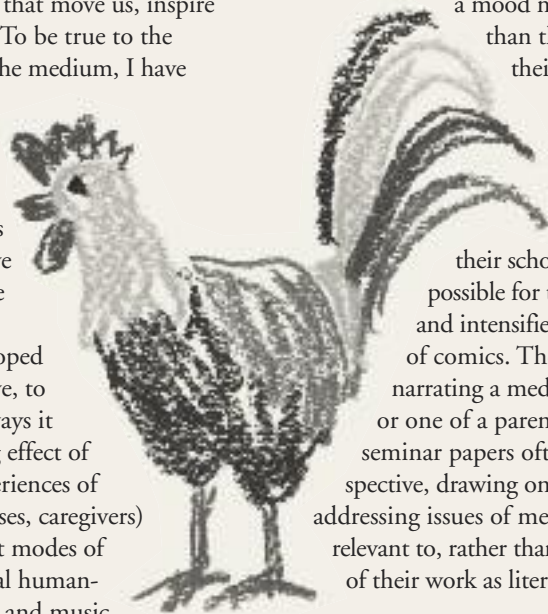 that move us, inspire
To be true to the
he medium, I have
s
e
e
oped
e, to
ays it
effect of
eriences of
ses, caregivers)
t modes of
al human-
and music
a mood
than
thei
their scho
possible for
and intensifie
of comics. Th
narrating a med
or one of a paren
seminar papers oft
spective, drawing on
addressing issues of me
relevant to, rather tha
of their work as liter